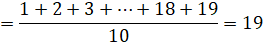 = (1 + 2 + 3 + ⋯ + 18 + 19) / 10 = 19